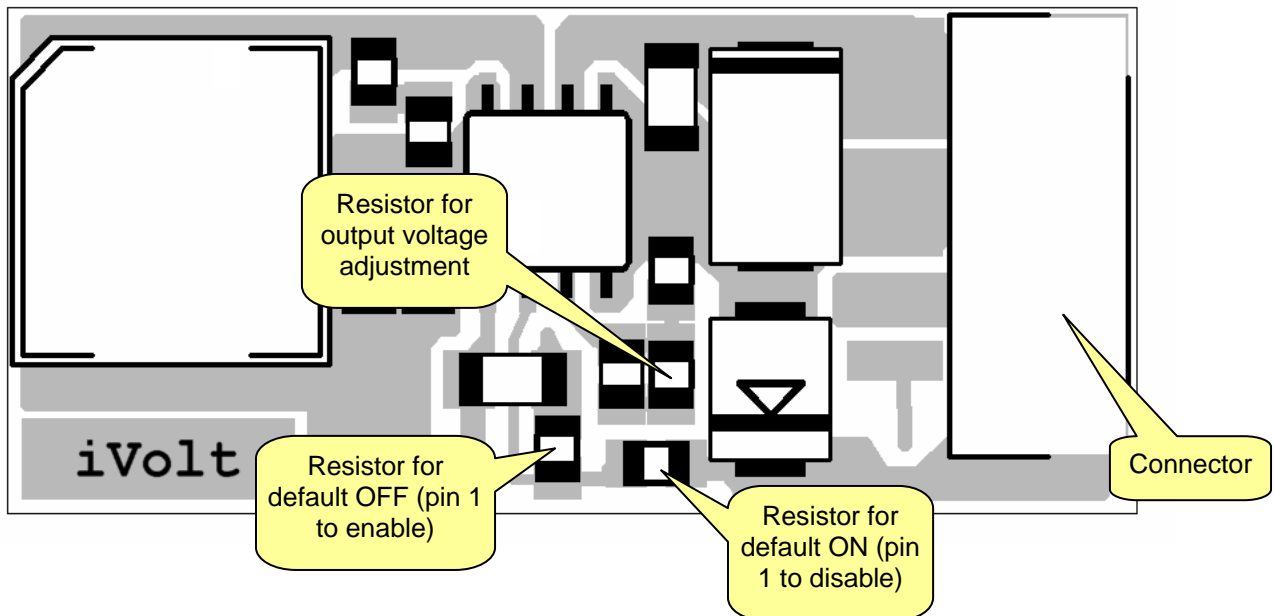 Resistor for
output voltage
adjustment
iVolt
Resistor for
default OFF (pin 1
to enable)
Resistor for
default ON (pin
1 to disable)
Connector